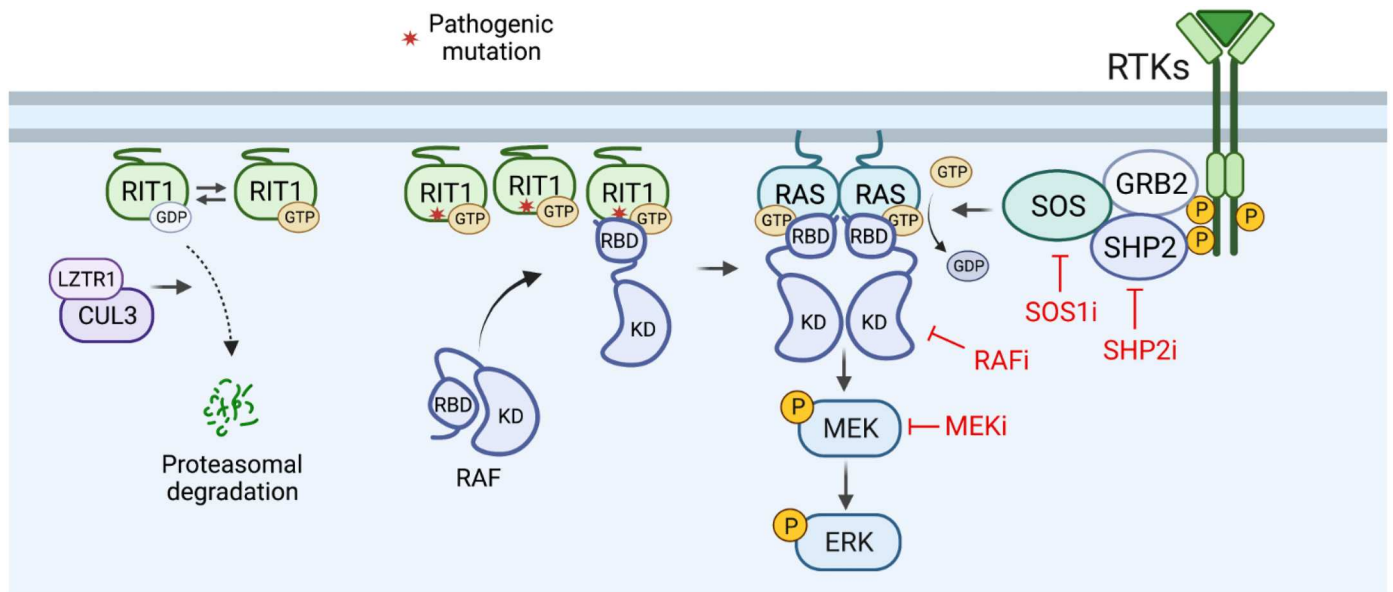 Pathogenic
mutation
RTKs
RIT1
GDP
RIT1
GTP
LZTR1
CUL3
Proteasomal
degradation
RIT1
GTP
RIT1
GTP
RIT1
GTP
RBD
KD
RBD
KD
RAF
RAS
RAS
GTP
GTP
RBD
RBD
KD
KD
GTP
GDP
SOS
GRB2
SHP2
P
P
P
SOS1i
SHP2i
RAFi
P
MEK
MEKi
P
ERK